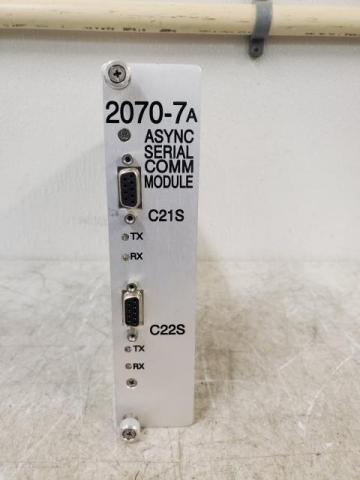 2070-7A
ASYNC
SERIAL
COMM
MODULE
C21S
TX
RX
C22S
TX
RX